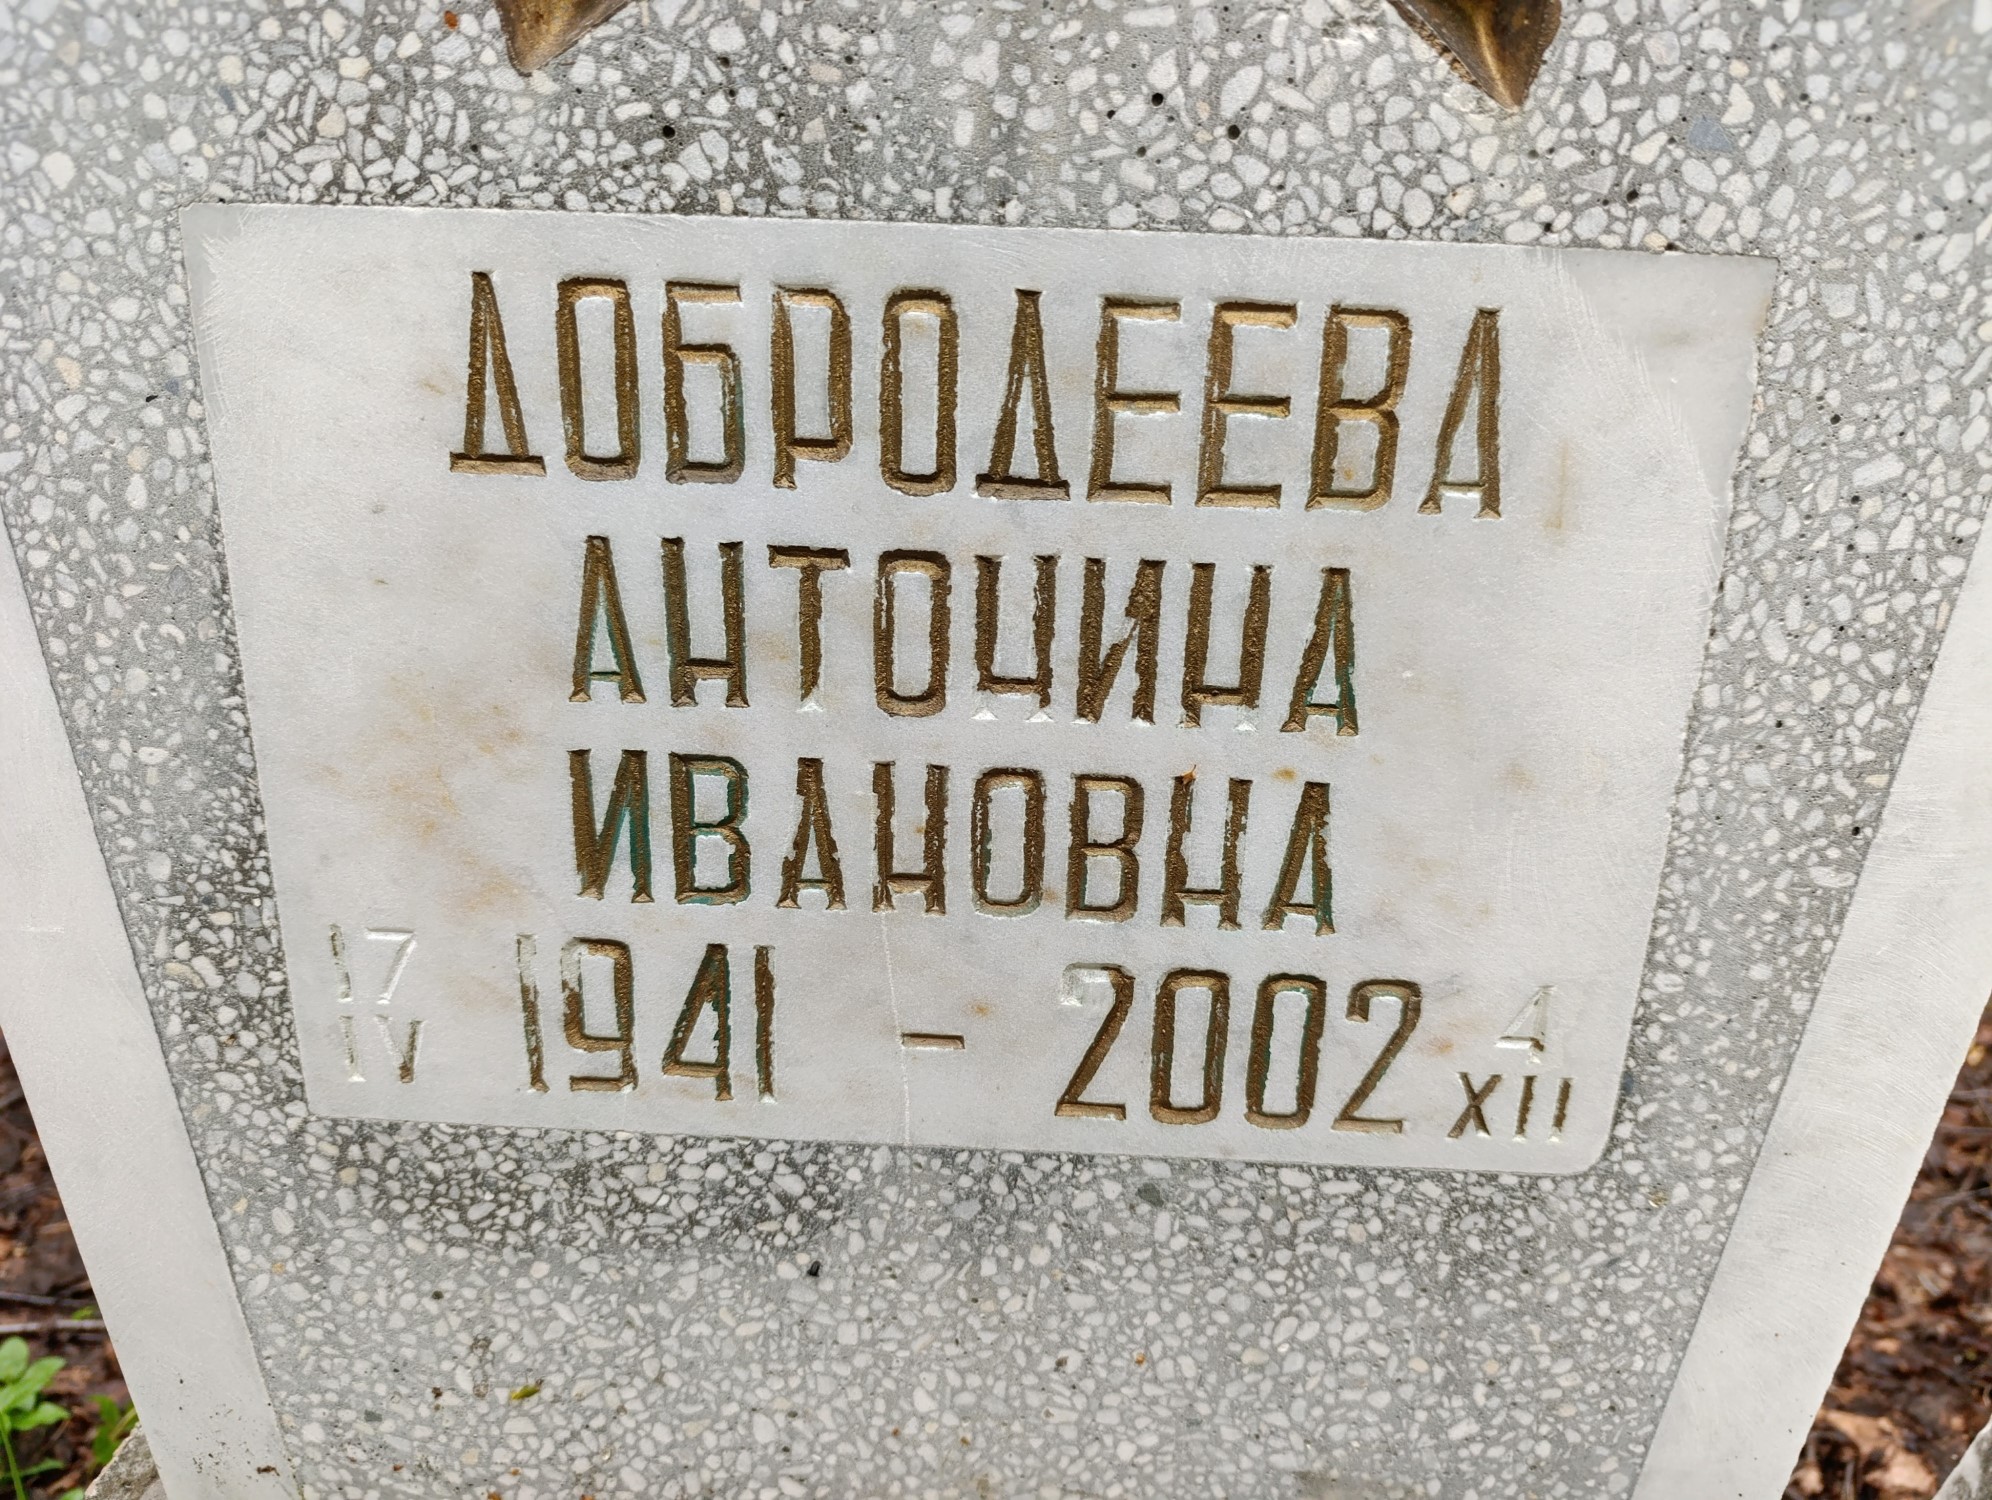 ДОБРОДЕЕВА
АНТОНИНА
ИВАНОВНА
17 IV 1941 - 2002 4 XII